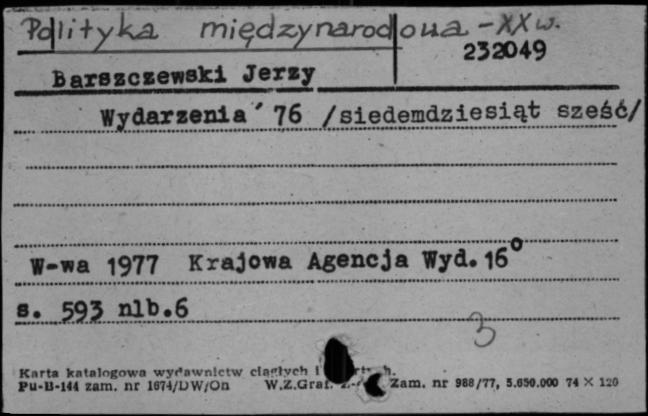 Polityka międzynarodowa - XX w.
232049
Barszczewski Jerzy
Wydarzenia '76 /siedemdziesiąt sześć/
W-wa 1977 Krajowa Agencja Wyd. 16°
s. 593 nlb.6
3
Karta katalogowa wydawnictw ciągłych i
Pu-B-144 zam. nr 1674/DW/On W.Z.Graf. Zam. nr 988/77, 5.650.000 74 X 120